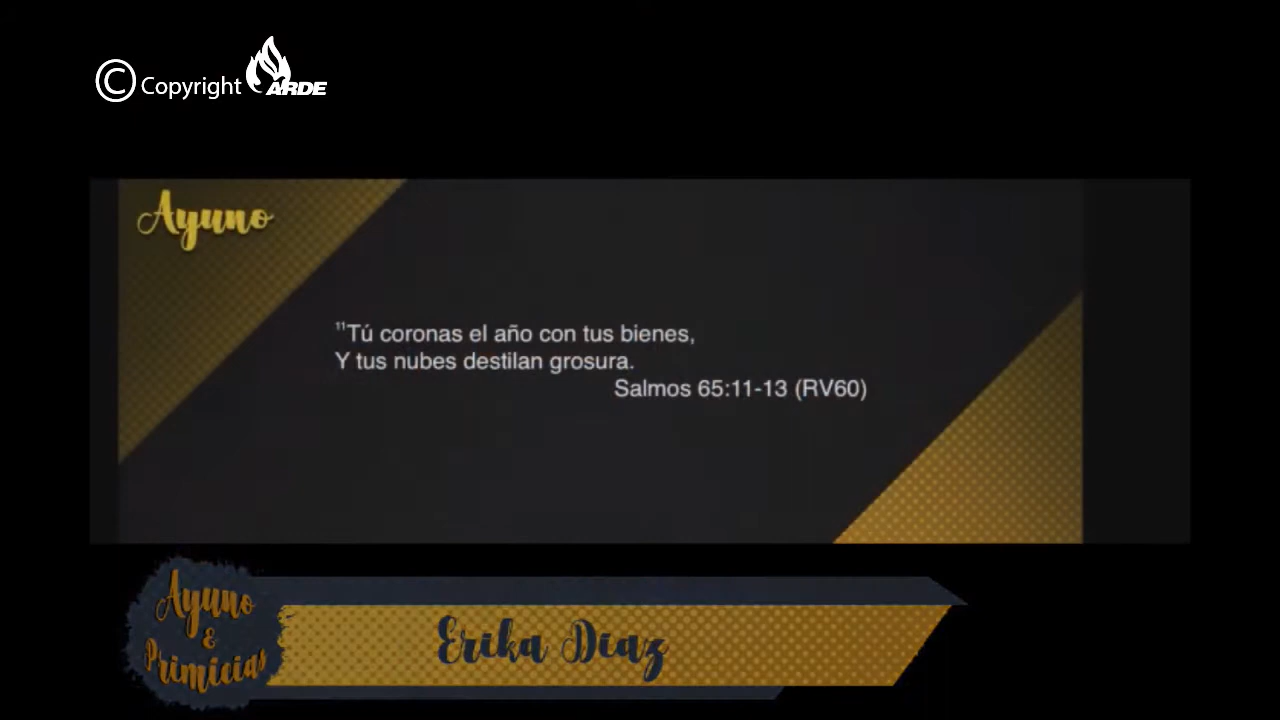 © Copyright ARDE
Ayuno
¹¹Tú coronas el año con tus bienes,
Y tus nubes destilan grosura.
Salmos 65:11-13 (RV60)
Ayuno
&
Primicias
Erika Diaz